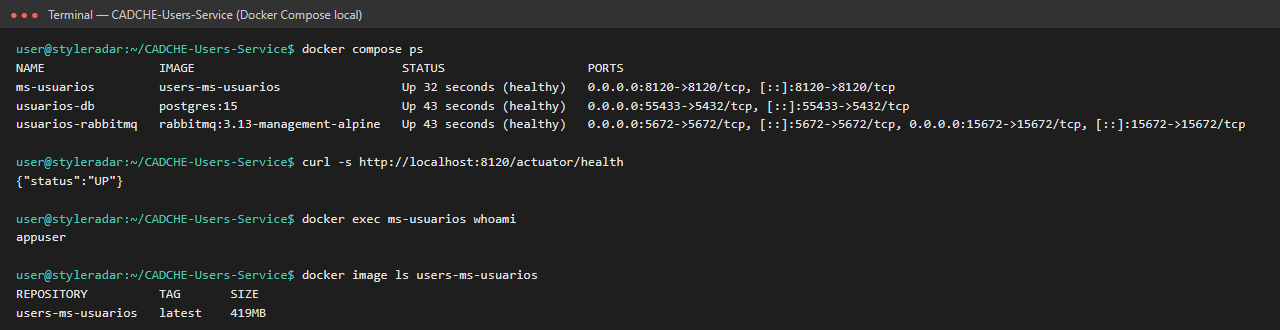 Terminal — CADCHE-Users-Service (Docker Compose local)
user@styleradar:~/CADCHE-Users-Service$ docker compose ps
NAME IMAGE STATUS PORTS
ms-usuarios users-ms-usuarios Up 32 seconds (healthy) 0.0.0.0:8120->8120/tcp, [::]:8120->8120/tcp
usuarios-db postgres:15 Up 43 seconds (healthy) 0.0.0.0:55433->5432/tcp, [::]:55433->5432/tcp
usuarios-rabbitmq rabbitmq:3.13-management-alpine Up 43 seconds (healthy) 0.0.0.0:5672->5672/tcp, [::]:5672->5672/tcp, 0.0.0.0:15672->15672/tcp, [::]:15672->15672/tcp
user@styleradar:~/CADCHE-Users-Service$ curl -s http://localhost:8120/actuator/health
{"status":"UP"}
user@styleradar:~/CADCHE-Users-Service$ docker exec ms-usuarios whoami
appuser
user@styleradar:~/CADCHE-Users-Service$ docker image ls users-ms-usuarios
REPOSITORY TAG SIZE
users-ms-usuarios latest 419MB